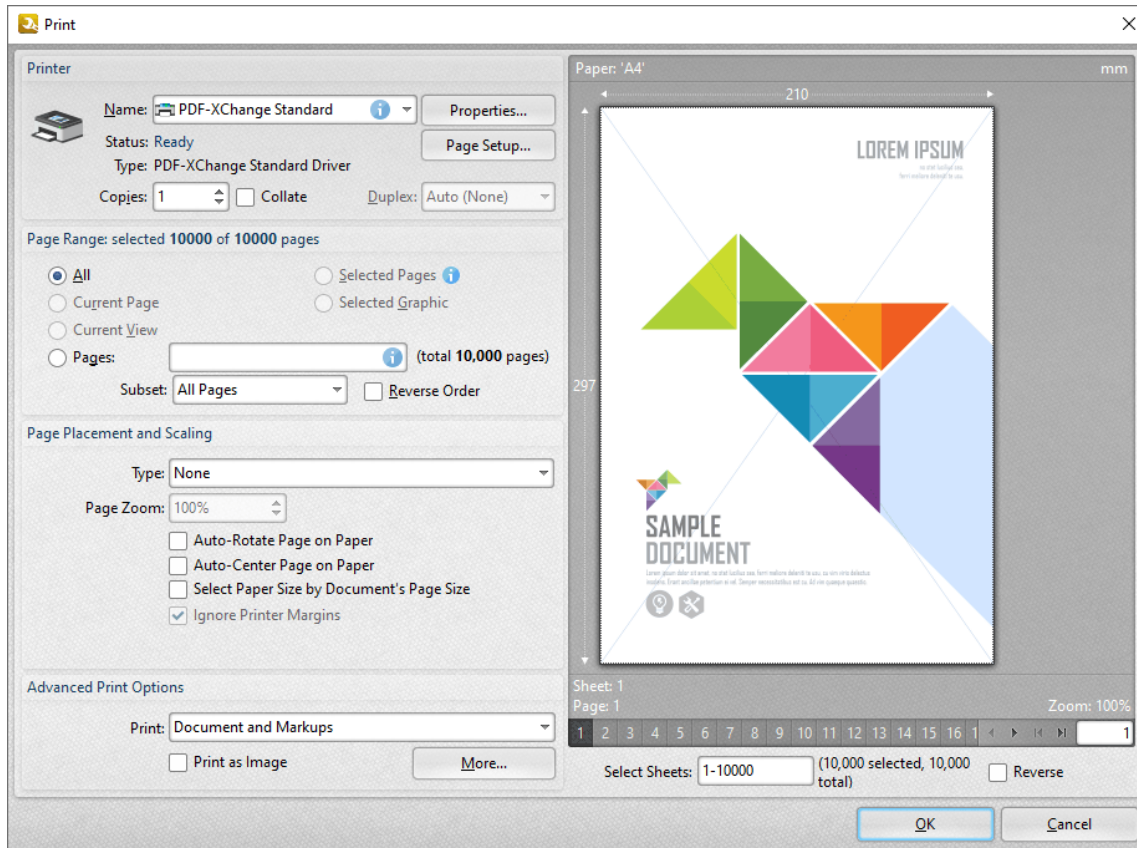 Print
Printer
Name: PDF-XChange Standard
Properties...
Status: Ready
Page Setup...
Type: PDF-XChange Standard Driver
Copies: 1
Collate
Duplex: Auto (None)
Page Range: selected 10000 of 10000 pages
All
Selected Pages
Current Page
Selected Graphic
Current View
Pages:
(total 10,000 pages)
Subset: All Pages
Reverse Order
Page Placement and Scaling
Type: None
Page Zoom: 100%
Auto-Rotate Page on Paper
Auto-Center Page on Paper
Select Paper Size by Document's Page Size
Ignore Printer Margins
Advanced Print Options
Print: Document and Markups
Print as Image
More...
Paper: 'A4'
mm
210
297
LOREM IPSUM
SAMPLE
DOCUMENT
Sheet: 1
Page: 1
Zoom: 100%
1 2 3 4 5 6 7 8 9 10 11 12 13 14 15 16 1
1
Select Sheets: 1-10000
(10,000 selected, 10,000
total)
Reverse
OK
Cancel